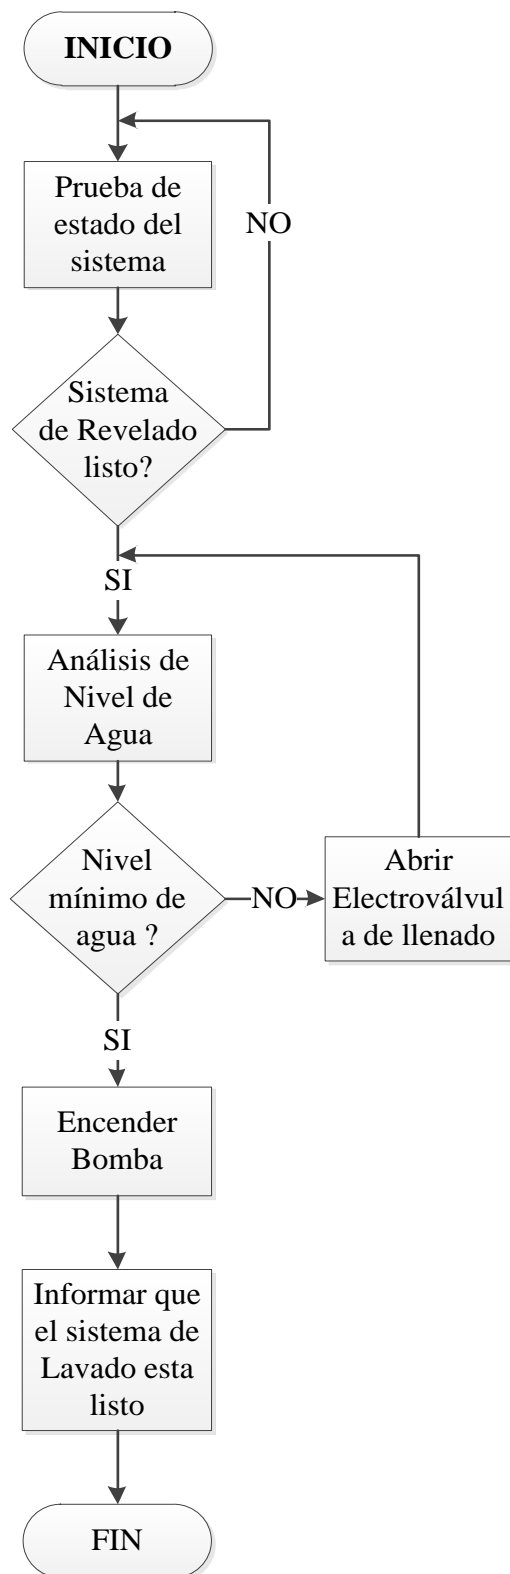 INICIO
Prueba de
estado del
sistema
NO
Sistema
de Revelado
listo?
SI
Análisis de
Nivel de
Agua
Nivel
mínimo de
agua ?
NO
Abrir
Electroválvul
a de llenado
SI
Encender
Bomba
Informar que
el sistema de
Lavado esta
listo
FIN